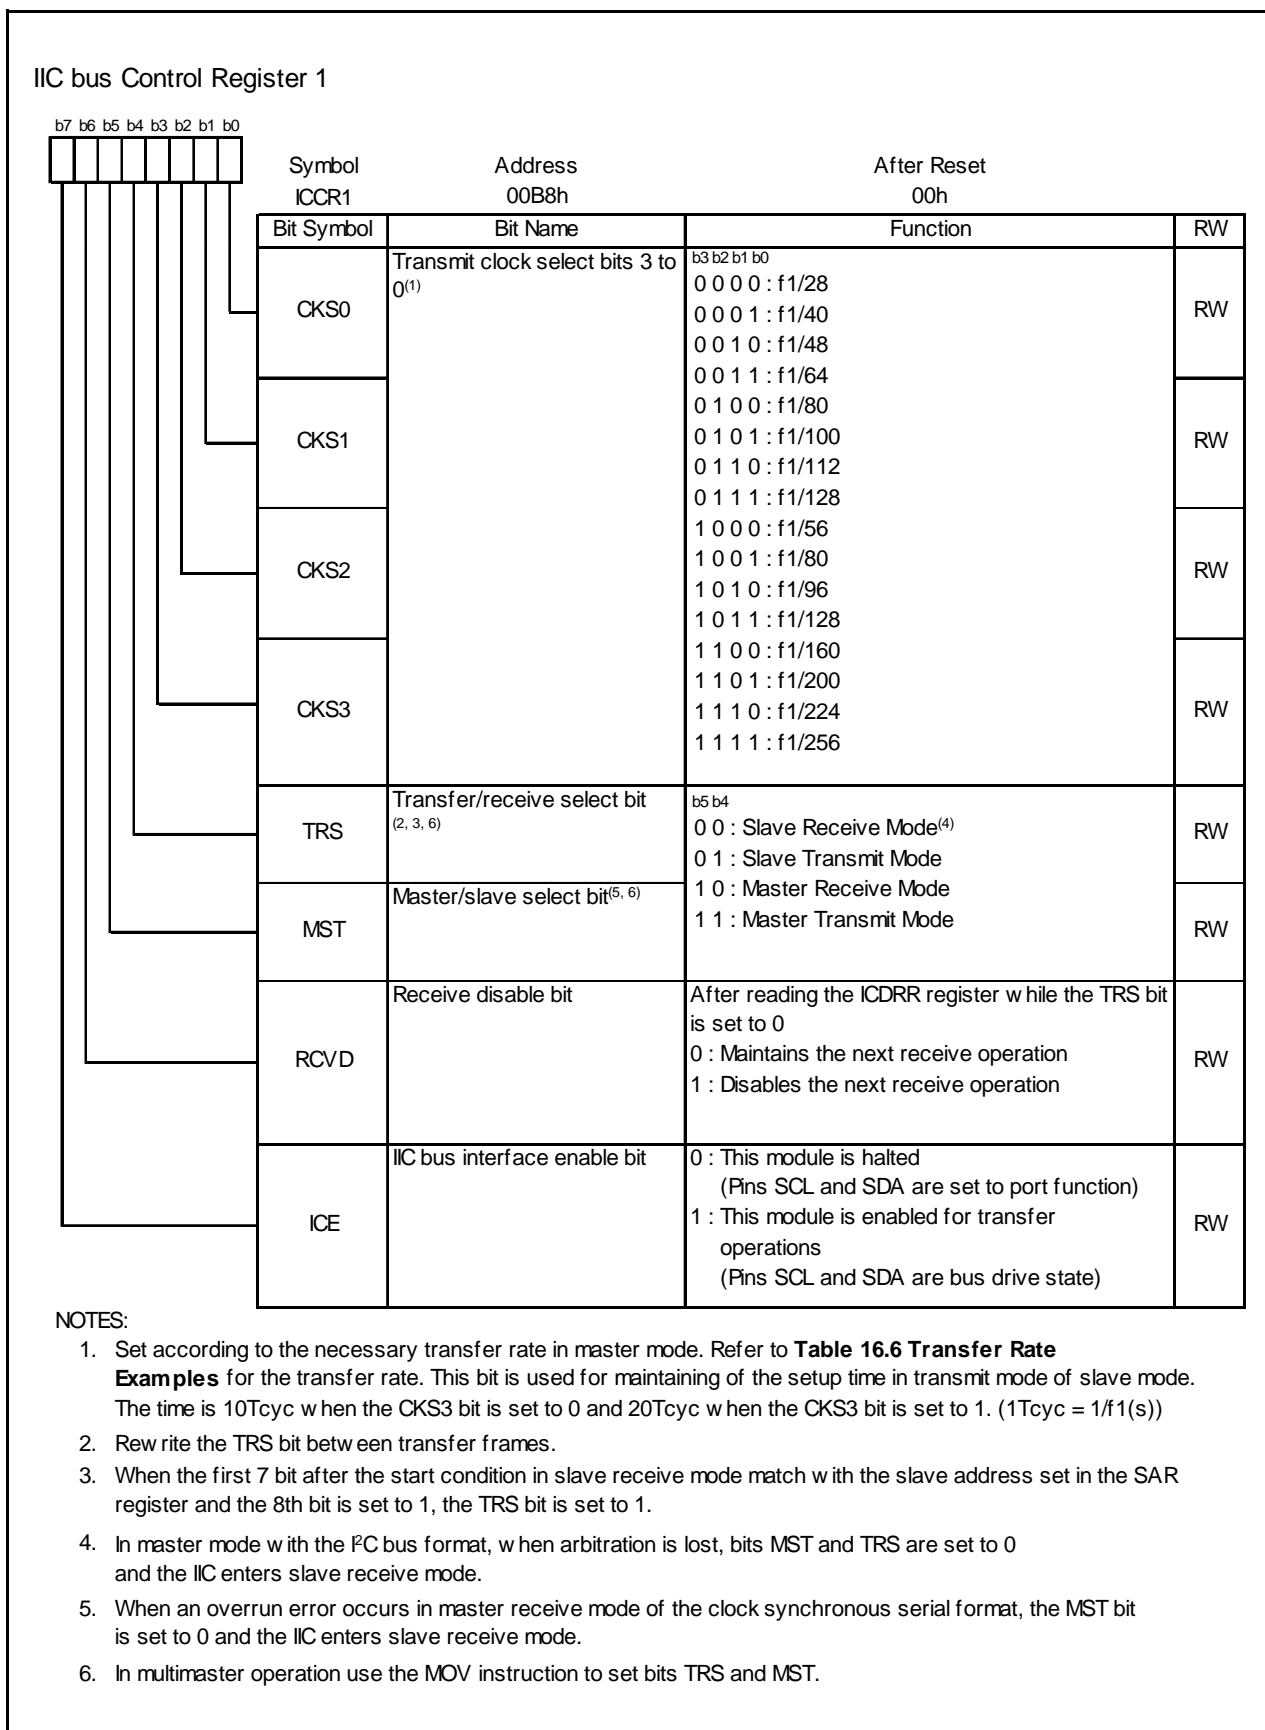 IIC bus Control Register 1
b7 b6 b5 b4 b3 b2 b1 b0
Symbol Address After Reset
ICCR1 00B8h 00h
Bit Symbol Bit Name Function RW
CKS0 Transmit clock select bits 3 to
0(1)
b3 b2 b1 b0
0 0 0 0 : f1/28
0 0 0 1 : f1/40
0 0 1 0 : f1/48
0 0 1 1 : f1/64
RW
CKS1
0 1 0 0 : f1/80
0 1 0 1 : f1/100
0 1 1 0 : f1/112
0 1 1 1 : f1/128
RW
CKS2
1 0 0 0 : f1/56
1 0 0 1 : f1/80
1 0 1 0 : f1/96
1 0 1 1 : f1/128
RW
CKS3
1 1 0 0 : f1/160
1 1 0 1 : f1/200
1 1 1 0 : f1/224
1 1 1 1 : f1/256
RW
TRS Transfer/receive select bit
(2, 3, 6)
b5 b4
0 0 : Slave Receive Mode(4)
0 1 : Slave Transmit Mode
RW
MST Master/slave select bit(5, 6)
1 0 : Master Receive Mode
1 1 : Master Transmit Mode
RW
RCVD Receive disable bit
After reading the ICDRR register while the TRS bit
is set to 0
0 : Maintains the next receive operation
1 : Disables the next receive operation
RW
ICE IIC bus interface enable bit
0 : This module is halted
(Pins SCL and SDA are set to port function)
1 : This module is enabled for transfer
operations
(Pins SCL and SDA are bus drive state)
RW
NOTES:
1. Set according to the necessary transfer rate in master mode. Refer to Table 16.6 Transfer Rate
Examples for the transfer rate. This bit is used for maintaining of the setup time in transmit mode of slave mode.
The time is 10Tcyc when the CKS3 bit is set to 0 and 20Tcyc when the CKS3 bit is set to 1. (1Tcyc = 1/f1(s))
2. Rewrite the TRS bit between transfer frames.
3. When the first 7 bit after the start condition in slave receive mode match with the slave address set in the SAR
register and the 8th bit is set to 1, the TRS bit is set to 1.
4. In master mode with the I²C bus format, when arbitration is lost, bits MST and TRS are set to 0
and the IIC enters slave receive mode.
5. When an overrun error occurs in master receive mode of the clock synchronous serial format, the MST bit
is set to 0 and the IIC enters slave receive mode.
6. In multimaster operation use the MOV instruction to set bits TRS and MST.